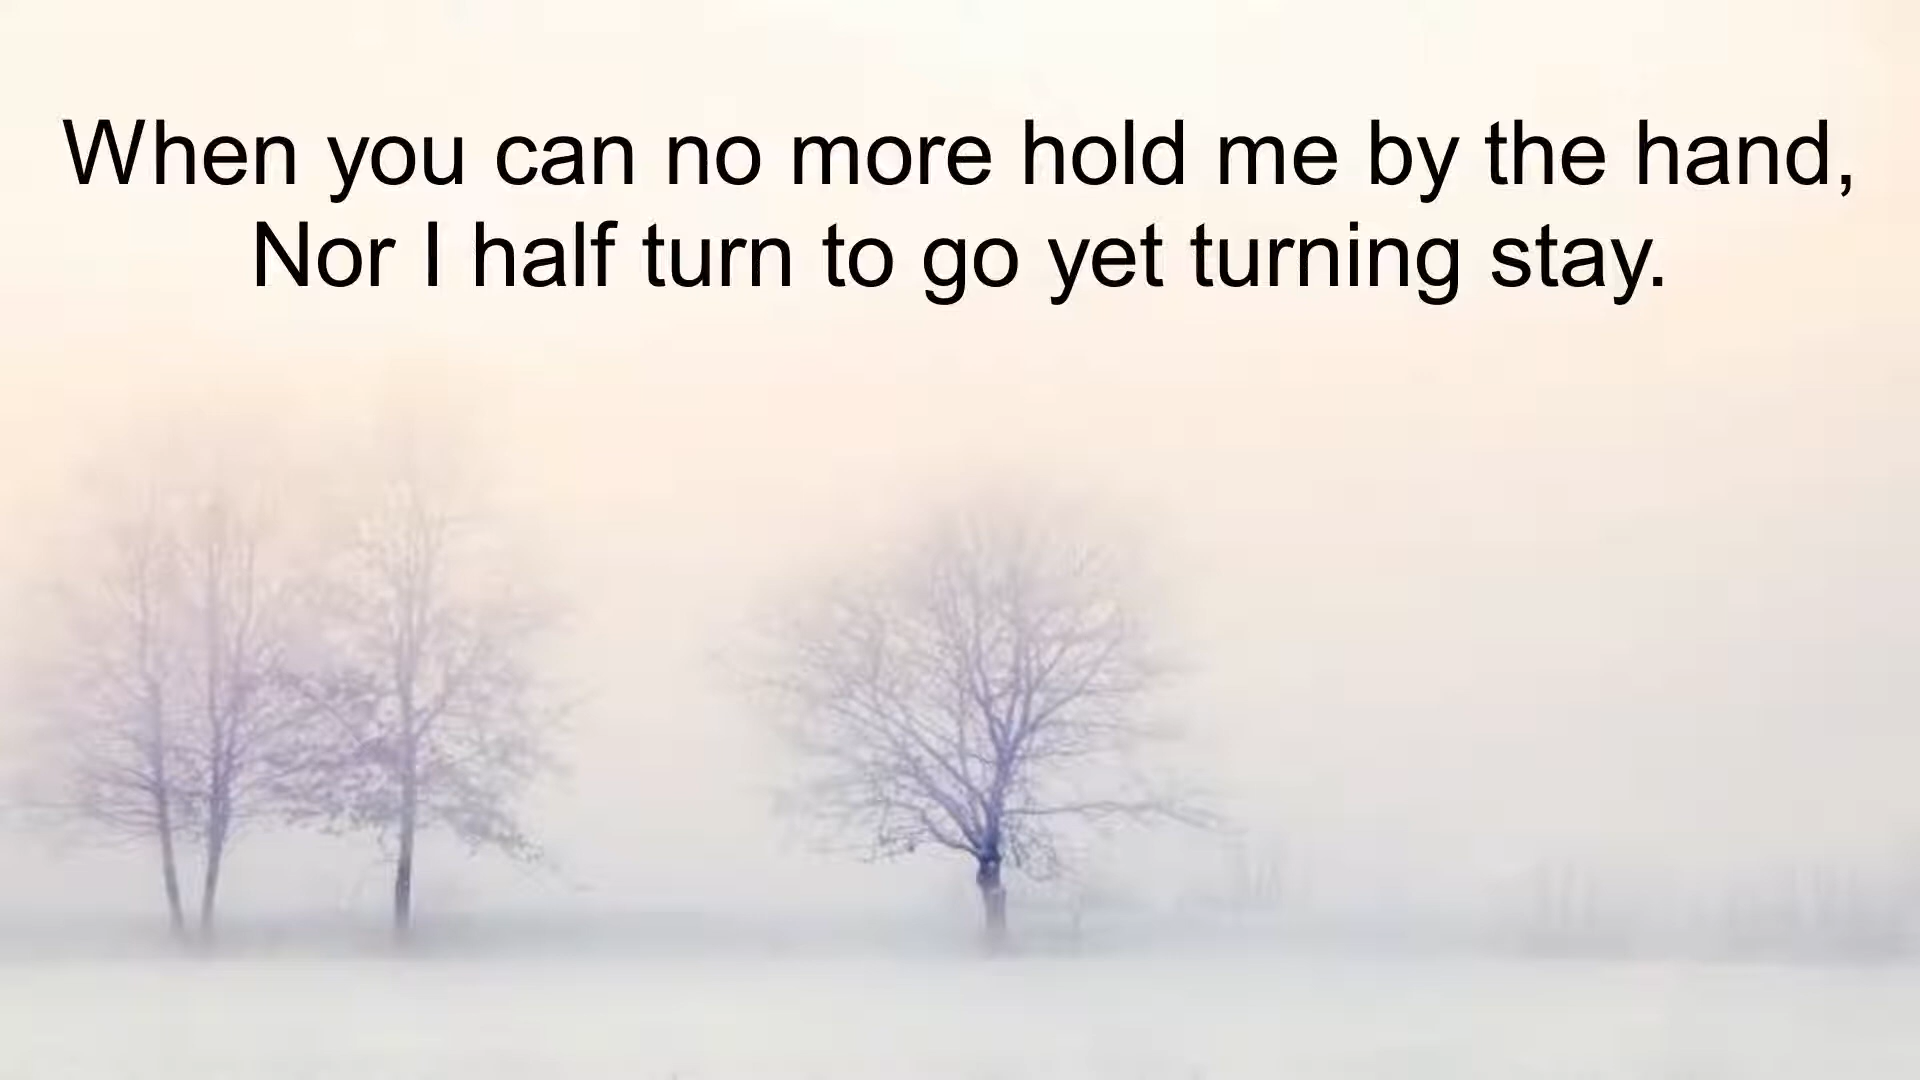 When you can no more hold me by the hand,
Nor I half turn to go yet turning stay.